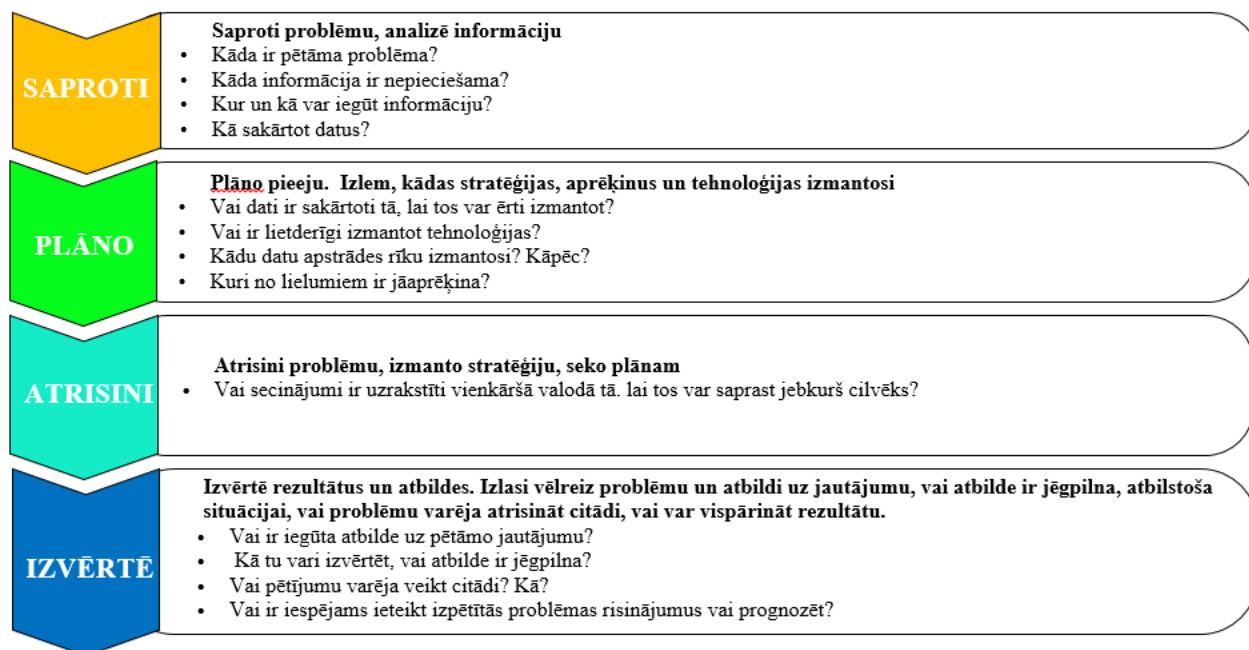 SAPROTI
Saproti problēmu, analizē informāciju
• Kāda ir pētāma problēma?
• Kāda informācija ir nepieciešama?
• Kur un kā var iegūt informāciju?
• Kā sakārtot datus?
PLĀNO
Plāno pieeju. Izlem, kādas stratēģijas, aprēķinus un tehnoloģijas izmantosi
• Vai dati ir sakārtoti tā, lai tos var ērti izmantot?
• Vai ir lietderīgi izmantot tehnoloģijas?
• Kādu datu apstrādes rīku izmantosi? Kāpēc?
• Kuri no lielumiem ir jāaprēķina?
ATRISINI
Atrisini problēmu, izmanto stratēģiju, seko plānam
• Vai secinājumi ir uzrakstīti vienkāršā valodā tā. lai tos var saprast jebkurš cilvēks?
IZVĒRTĒ
Izvērtē rezultātus un atbildes. Izlasi vēlreiz problēmu un atbildi uz jautājumu, vai atbilde ir jēgpilna, atbilstoša
situācijai, vai problēmu varēja atrisināt citādi, vai var vispārināt rezultātu.
• Vai ir iegūta atbilde uz pētāmo jautājumu?
• Kā tu vari izvērtēt, vai atbilde ir jēgpilna?
• Vai pētījumu varēja veikt citādi? Kā?
• Vai ir iespējams ieteikt izpētītās problēmas risinājumus vai prognozēt?